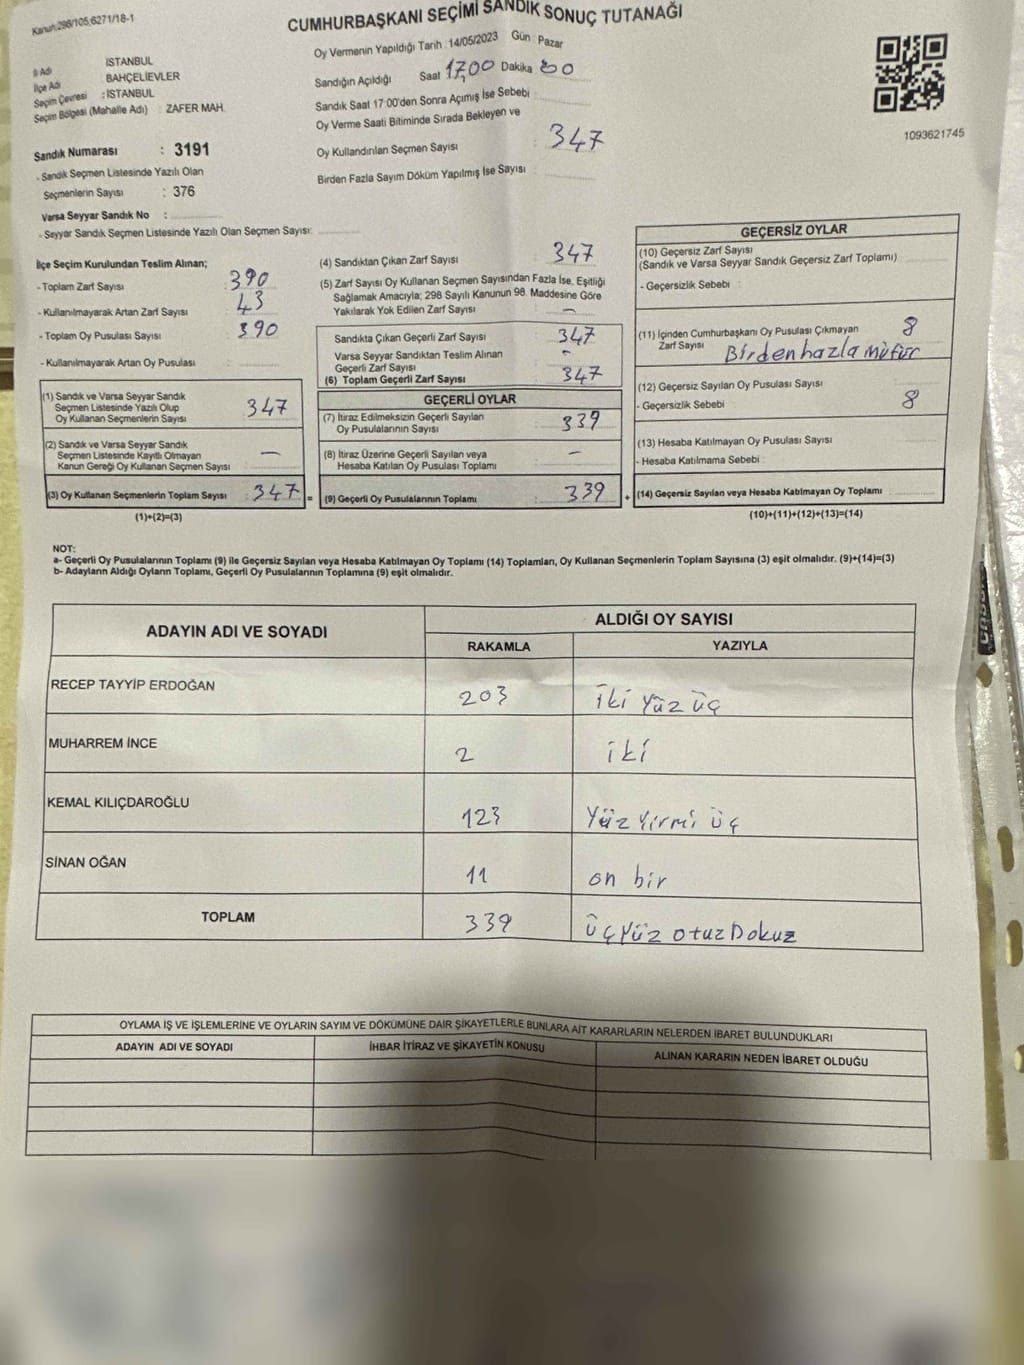 Kanun:298/105,6271/18-1
CUMHURBAŞKANI SEÇİMİ SANDIK SONUÇ TUTANAĞI
İl Adı İSTANBUL
İlçe Adı BAHÇELİEVLER
Seçim Çevresi : İSTANBUL
Seçim Bölgesi (Mahalle Adı) : ZAFER MAH.
Sandık Numarası : 3191
- Sandık Seçmen Listesinde Yazılı Olan
Seçmenlerin Sayısı : 376
Varsa Seyyar Sandık No :
- Seyyar Sandık Seçmen Listesinde Yazılı Olan Seçmen Sayısı:
Oy Vermenin Yapıldığı Tarih :14/05/2023 Gün : Pazar
Sandığın Açıldığı Saat 17,00 Dakika 00
Sandık Saat 17:00'den Sonra Açımış İse Sebebi :
Oy Verme Saati Bitiminde Sırada Bekleyen ve
Oy Kullandırılan Seçmen Sayısı : 347
Birden Fazla Sayım Döküm Yapılmış İse Sayısı :
1093621745
İlçe Seçim Kurulundan Teslim Alınan;
- Toplam Zarf Sayısı : 390
- Kullanılmayarak Artan Zarf Sayısı : 43
- Toplam Oy Pusulası Sayısı : 390
- Kullanılmayarak Artan Oy Pusulası :
(1) Sandık ve Varsa Seyyar Sandık
Seçmen Listesinde Yazılı Olup
Oy Kullanan Seçmenlerin Sayısı : 347
(2) Sandık ve Varsa Seyyar Sandık
Seçmen Listesinde Kayıtlı Olmayan
Kanun Gereği Oy Kullanan Seçmen Sayısı : —
(3) Oy Kullanan Seçmenlerin Toplam Sayısı : 347 =
(1)+(2)=(3)
(4) Sandıktan Çıkan Zarf Sayısı : 347
(5) Zarf Sayısı Oy Kullanan Seçmen Sayısından Fazla İse, Eşitliği
Sağlamak Amacıyla; 298 Sayılı Kanunun 98. Maddesine Göre
Yakılarak Yok Edilen Zarf Sayısı : —
Sandıkta Çıkan Geçerli Zarf Sayısı : 347
Varsa Seyyar Sandıktan Teslim Alınan
Geçerli Zarf Sayısı : -
(6) Toplam Geçerli Zarf Sayısı : 347
GEÇERLİ OYLAR
(7) İtiraz Edilmeksizin Geçerli Sayılan
Oy Pusulalarının Sayısı : 339
(8) İtiraz Üzerine Geçerli Sayılan veya
Hesaba Katılan Oy Pusulası Toplamı : —
(9) Geçerli Oy Pusulalarının Toplamı : 339 +
GEÇERSİZ OYLAR
(10) Geçersiz Zarf Sayısı
(Sandık ve Varsa Seyyar Sandık Geçersiz Zarf Toplamı) :
- Geçersizlik Sebebi :
(11) İçinden Cumhurbaşkanı Oy Pusulası Çıkmayan
Zarf Sayısı 8
(12) Geçersiz Sayılan Oy Pusulası Sayısı :
- Geçersizlik Sebebi : 8
(13) Hesaba Katılmayan Oy Pusulası Sayısı :
- Hesaba Katılmama Sebebi :
(14) Geçersiz Sayılan veya Hesaba Katılmayan Oy Toplamı :
(10)+(11)+(12)+(13)=(14)
NOT:
a- Geçerli Oy Pusulalarının Toplamı (9) ile Geçersiz Sayılan veya Hesaba Katılmayan Oy Toplamı (14) Toplamları, Oy Kullanan Seçmenlerin Toplam Sayısına (3) eşit olmalıdır. (9)+(14)=(3)
b- Adayların Aldığı Oyların Toplamı, Geçerli Oy Pusulalarının Toplamına (9) eşit olmalıdır.
ADAYIN ADI VE SOYADI ALDIĞI OY SAYISI
RAKAMLA YAZIYLA
RECEP TAYYİP ERDOĞAN 203 iki Yüz üç
MUHARREM İNCE 2 iki
KEMAL KILIÇDAROĞLU 123 Yüz Yirmi üç
SİNAN OĞAN 11 on bir
TOPLAM 339 üçYüz otuz Dokuz
OYLAMA İŞ VE İŞLEMLERİNE VE OYLARIN SAYIM VE DÖKÜMÜNE DAİR ŞİKAYETLERLE BUNLARA AİT KARARLARIN NELERDEN İBARET BULUNDUKLARI
ADAYIN ADI VE SOYADI İHBAR İTİRAZ VE ŞİKAYETİN KONUSU ALINAN KARARIN NEDEN İBARET OLDUĞU